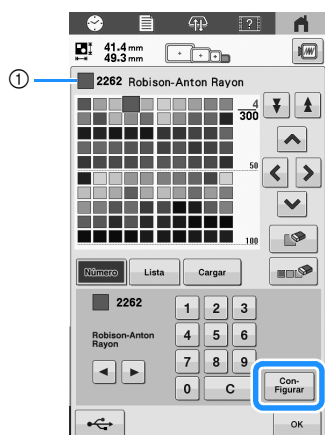 41.4 mm
49.3 mm
1
2262 Robison-Anton Rayon
4
300
50
100
Número Lista Cargar
2262
Robison-Anton
Rayon
1 2 3
4 5 6
7 8 9
0 C
Con-
Figurar
OK